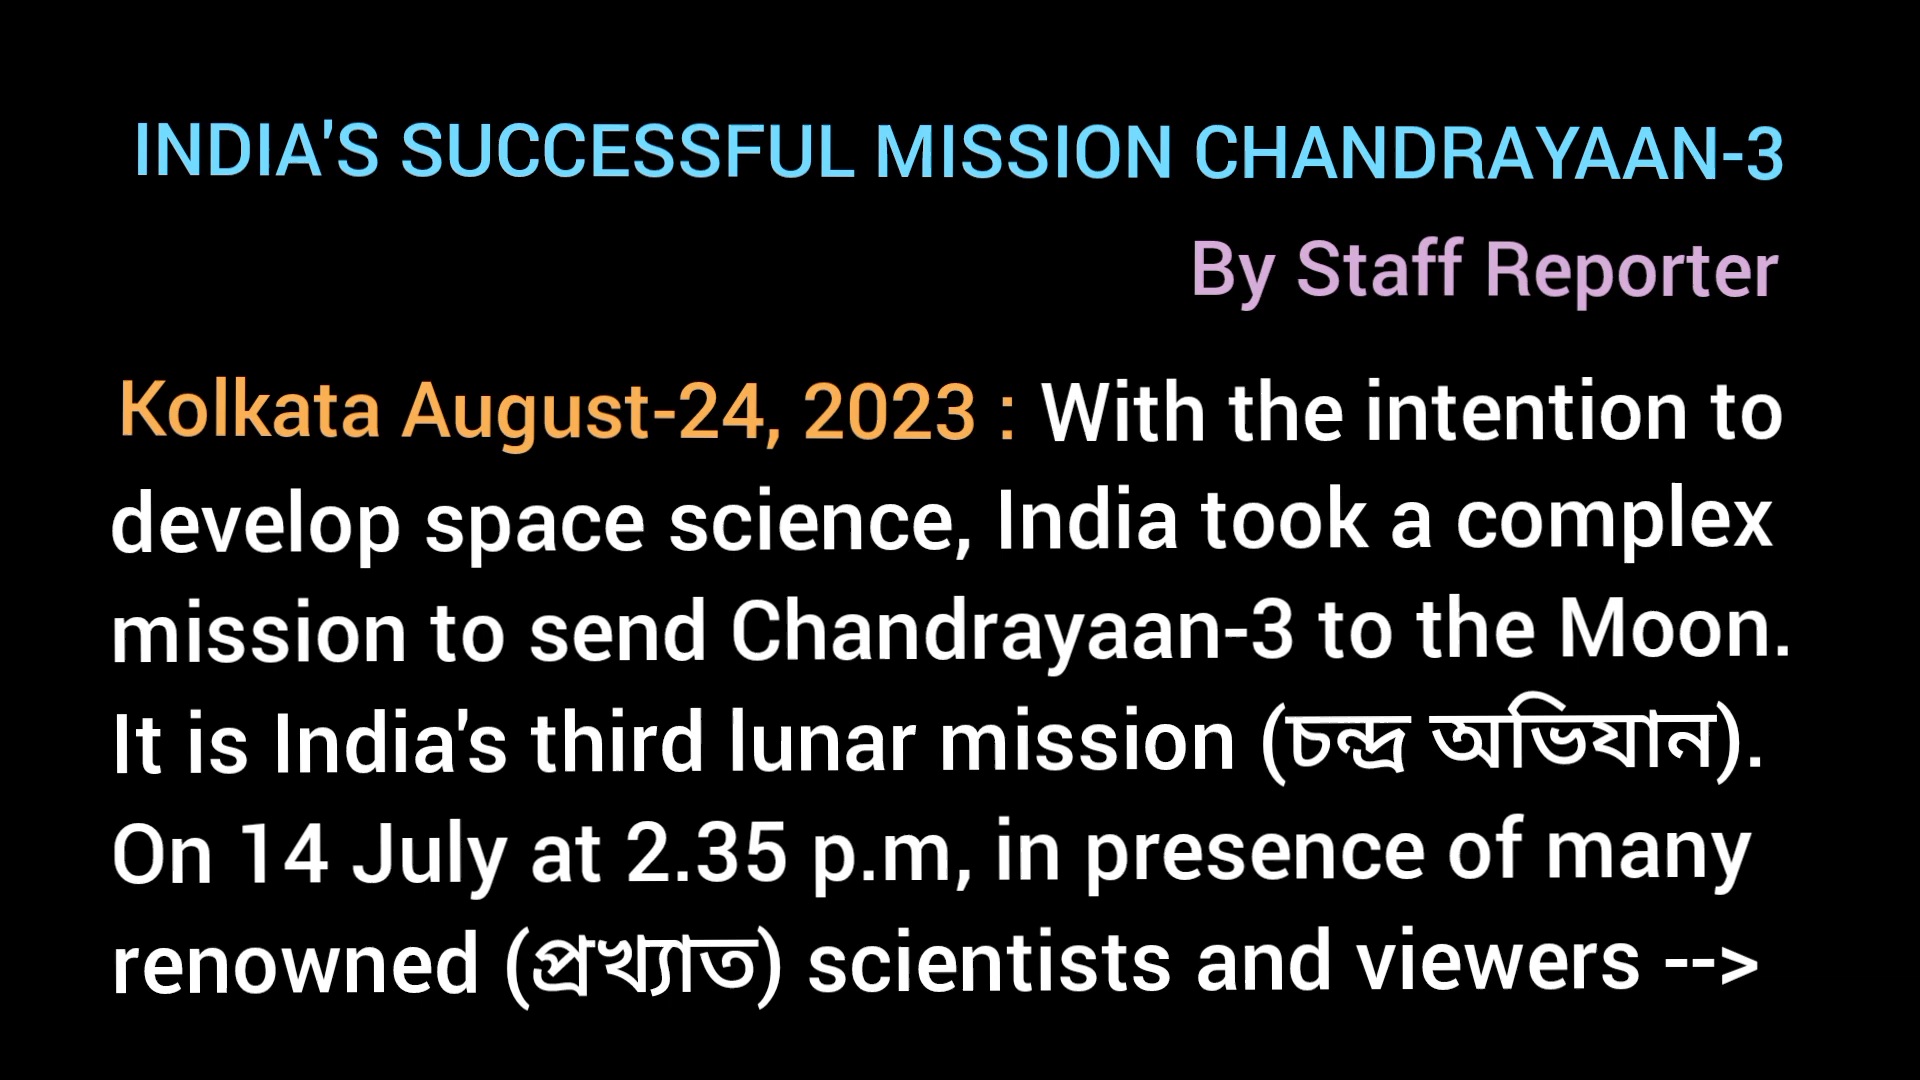 INDIA'S SUCCESSFUL MISSION CHANDRAYAAN-3
By Staff Reporter
Kolkata August-24, 2023 : With the intention to
develop space science, India took a complex
mission to send Chandrayaan-3 to the Moon.
It is India's third lunar mission (চন্দ্র অভিযান).
On 14 July at 2.35 p.m, in presence of many
renowned (প্রখ্যাত) scientists and viewers -->